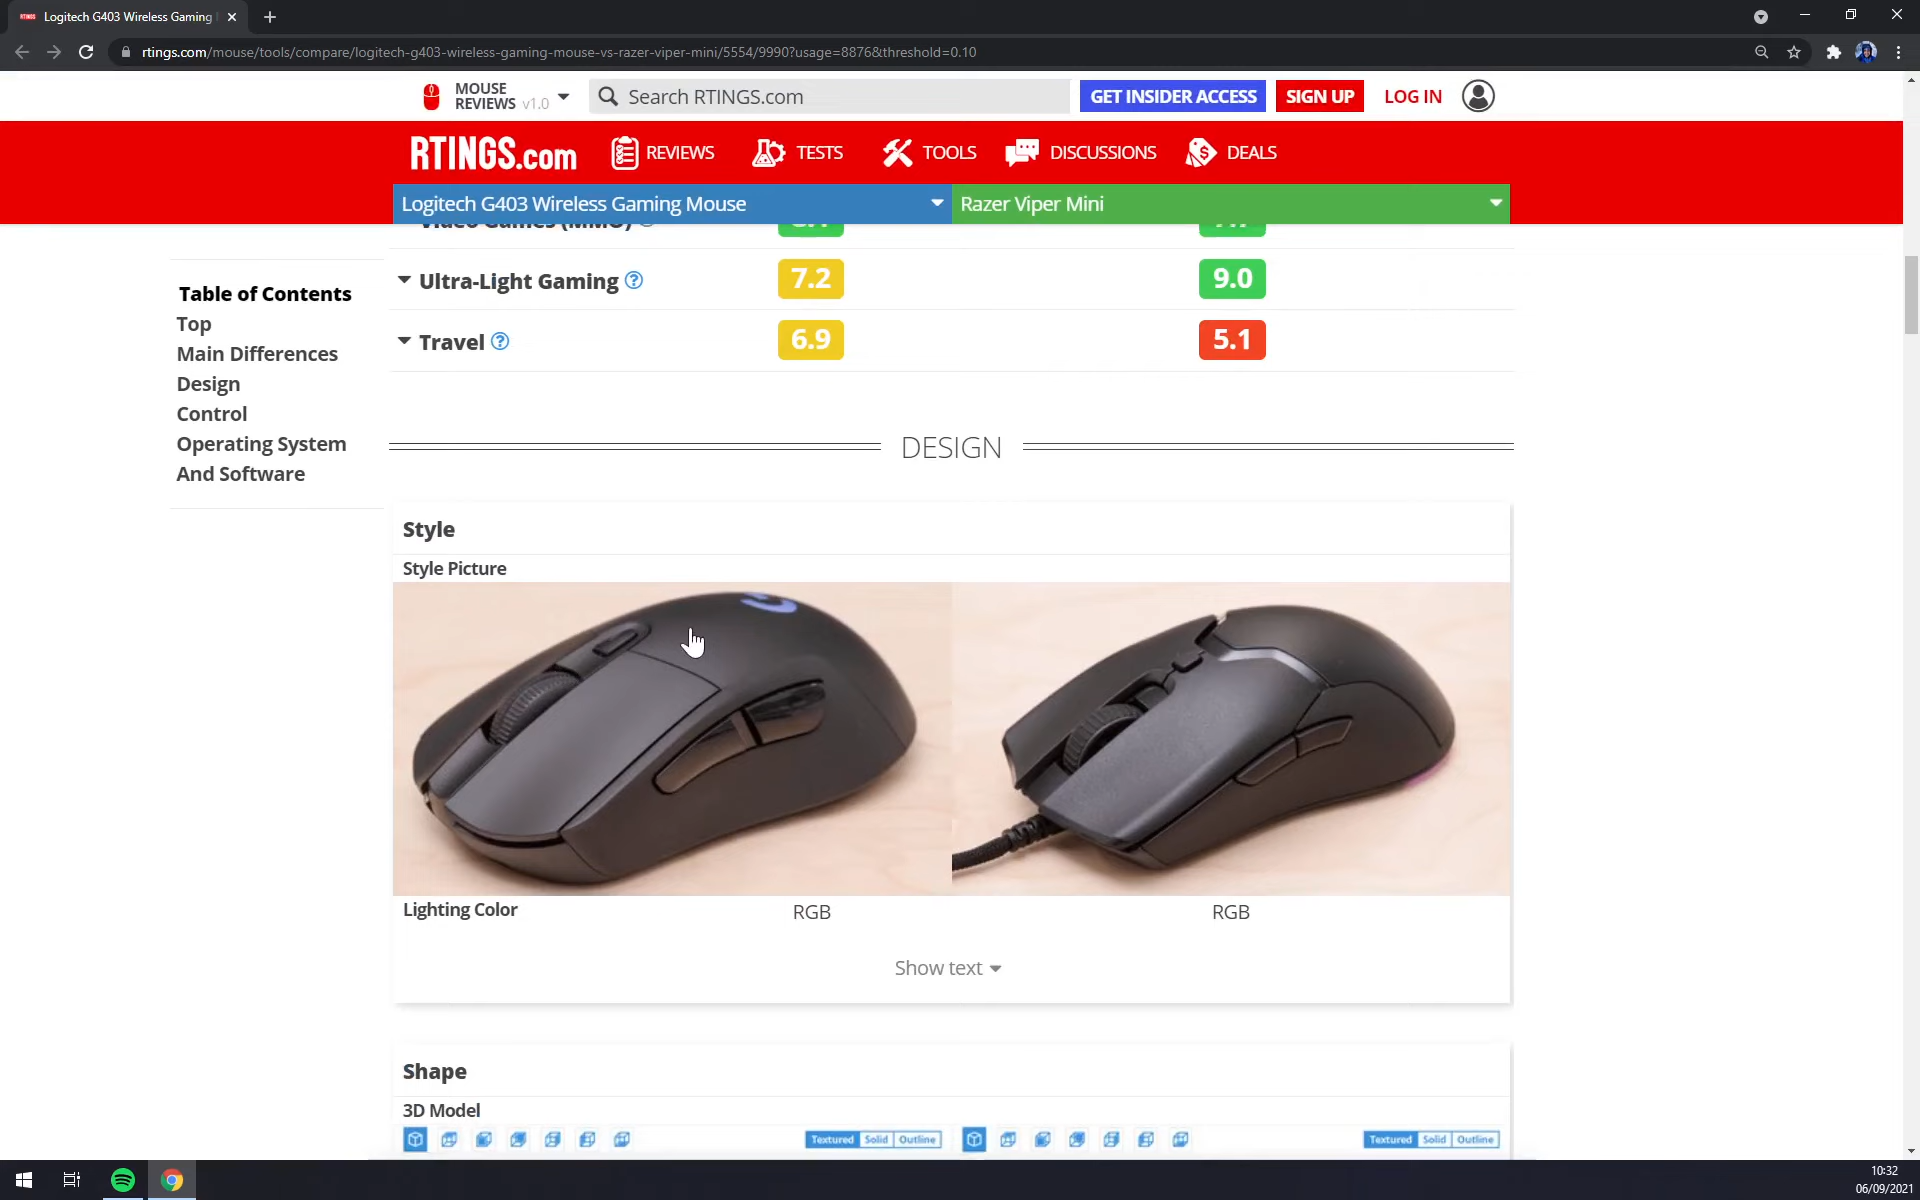 Logitech G403 Wireless Gaming
rtings.com/mouse/tools/compare/logitech-g403-wireless-gaming-mouse-vs-razer-viper-mini/5554/9990?usage=8876&threshold=0.10
MOUSE
REVIEWS v1.0
Search RTINGS.com
GET INSIDER ACCESS
SIGN UP
LOG IN
RTINGS.com
REVIEWS
TESTS
TOOLS
DISCUSSIONS
DEALS
Logitech G403 Wireless Gaming Mouse
Razer Viper Mini
Video Games (MMO)
Ultra-Light Gaming
7.2
9.0
Travel
6.9
5.1
Table of Contents
Top
Main Differences
Design
Control
Operating System
And Software
DESIGN
Style
Style Picture
Lighting Color
RGB
RGB
Show text
Shape
3D Model
Textured Solid Outline
Textured Solid Outline
10:32
06/09/2021